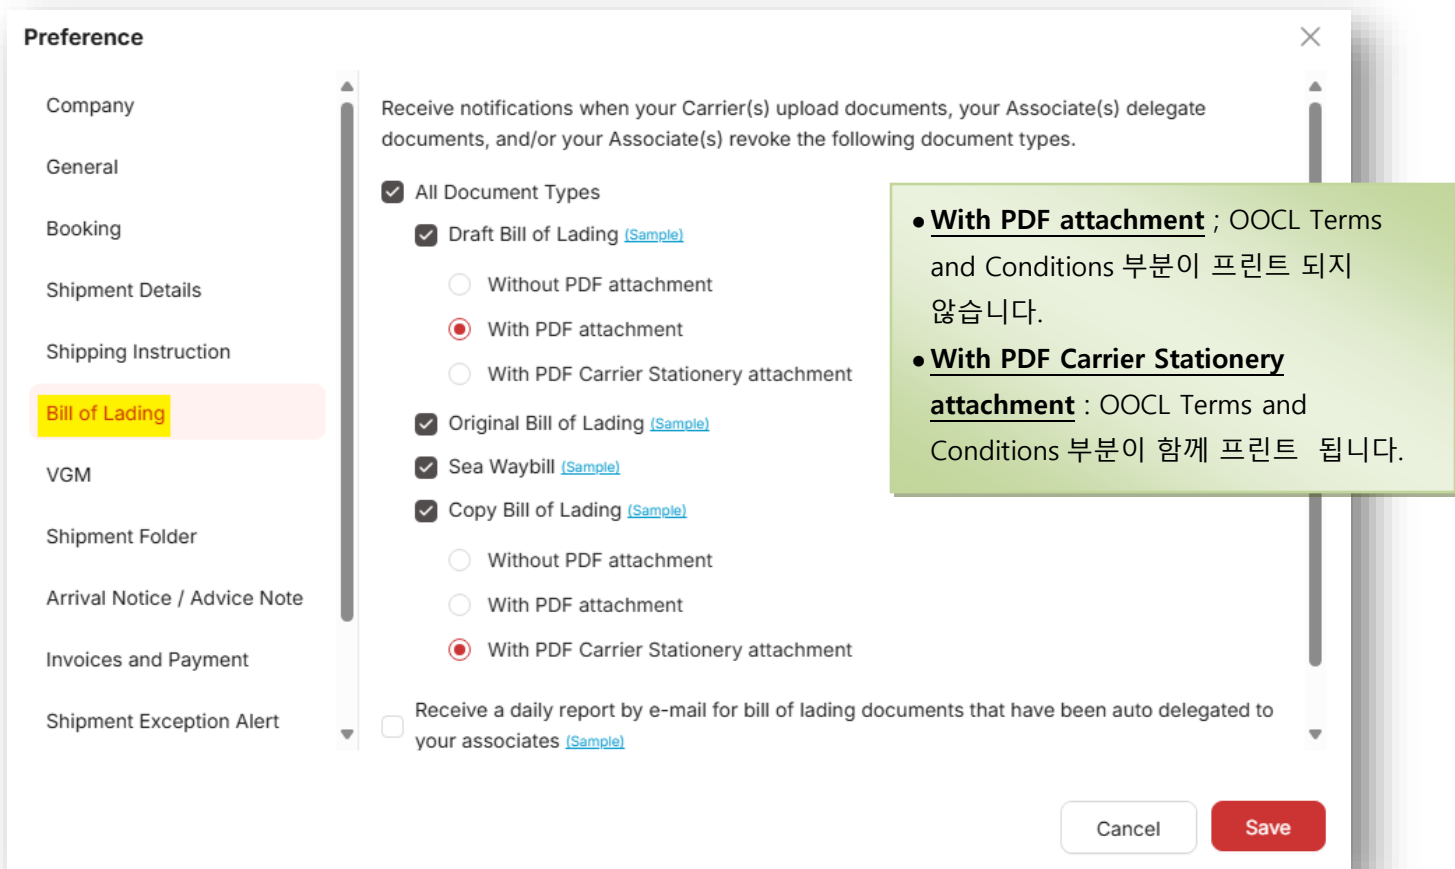 Preference
Company
General
Booking
Shipment Details
Shipping Instruction
Bill of Lading
VGM
Shipment Folder
Arrival Notice / Advice Note
Invoices and Payment
Shipment Exception Alert
Receive notifications when your Carrier(s) upload documents, your Associate(s) delegate
documents, and/or your Associate(s) revoke the following document types.
All Document Types
Draft Bill of Lading (Sample)
Without PDF attachment
With PDF attachment
With PDF Carrier Stationery attachment
Original Bill of Lading (Sample)
Sea Waybill (Sample)
Copy Bill of Lading (Sample)
Without PDF attachment
With PDF attachment
With PDF Carrier Stationery attachment
Receive a daily report by e-mail for bill of lading documents that have been auto delegated to
your associates (Sample)
● With PDF attachment ; OOCL Terms
and Conditions 부분이 프린트 되지
않습니다.
● With PDF Carrier Stationery
attachment : OOCL Terms and
Conditions 부분이 함께 프린트 됩니다.
Cancel
Save